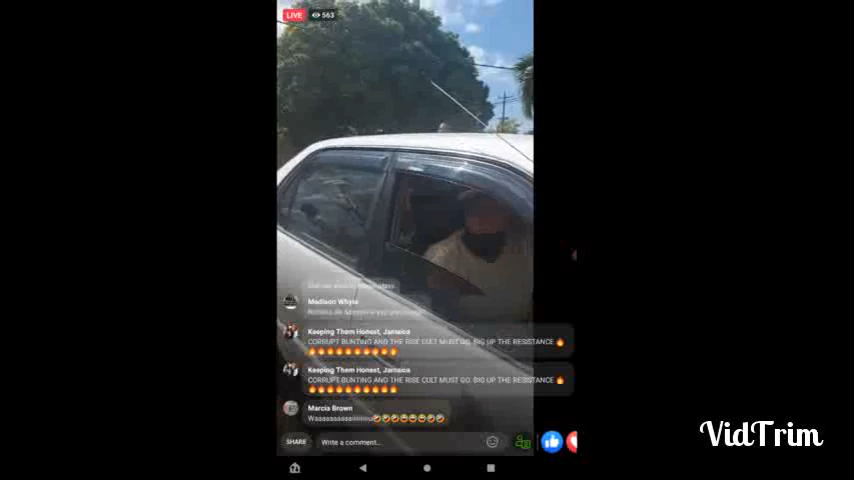 LIVE 563
Madison Whyte
Keeping Them Honest, Jamaica
CORRUPT BUNTING AND THE RISE CULT MUST GO. BIG UP THE RESISTANCE 🔥
🔥🔥🔥🔥🔥🔥🔥🔥🔥🔥
Keeping Them Honest, Jamaica
CORRUPT BUNTING AND THE RISE CULT MUST GO. BIG UP THE RESISTANCE 🔥
🔥🔥🔥🔥🔥🔥🔥🔥🔥🔥
Marcia Brown
SHARE
Write a comment...
VidTrim